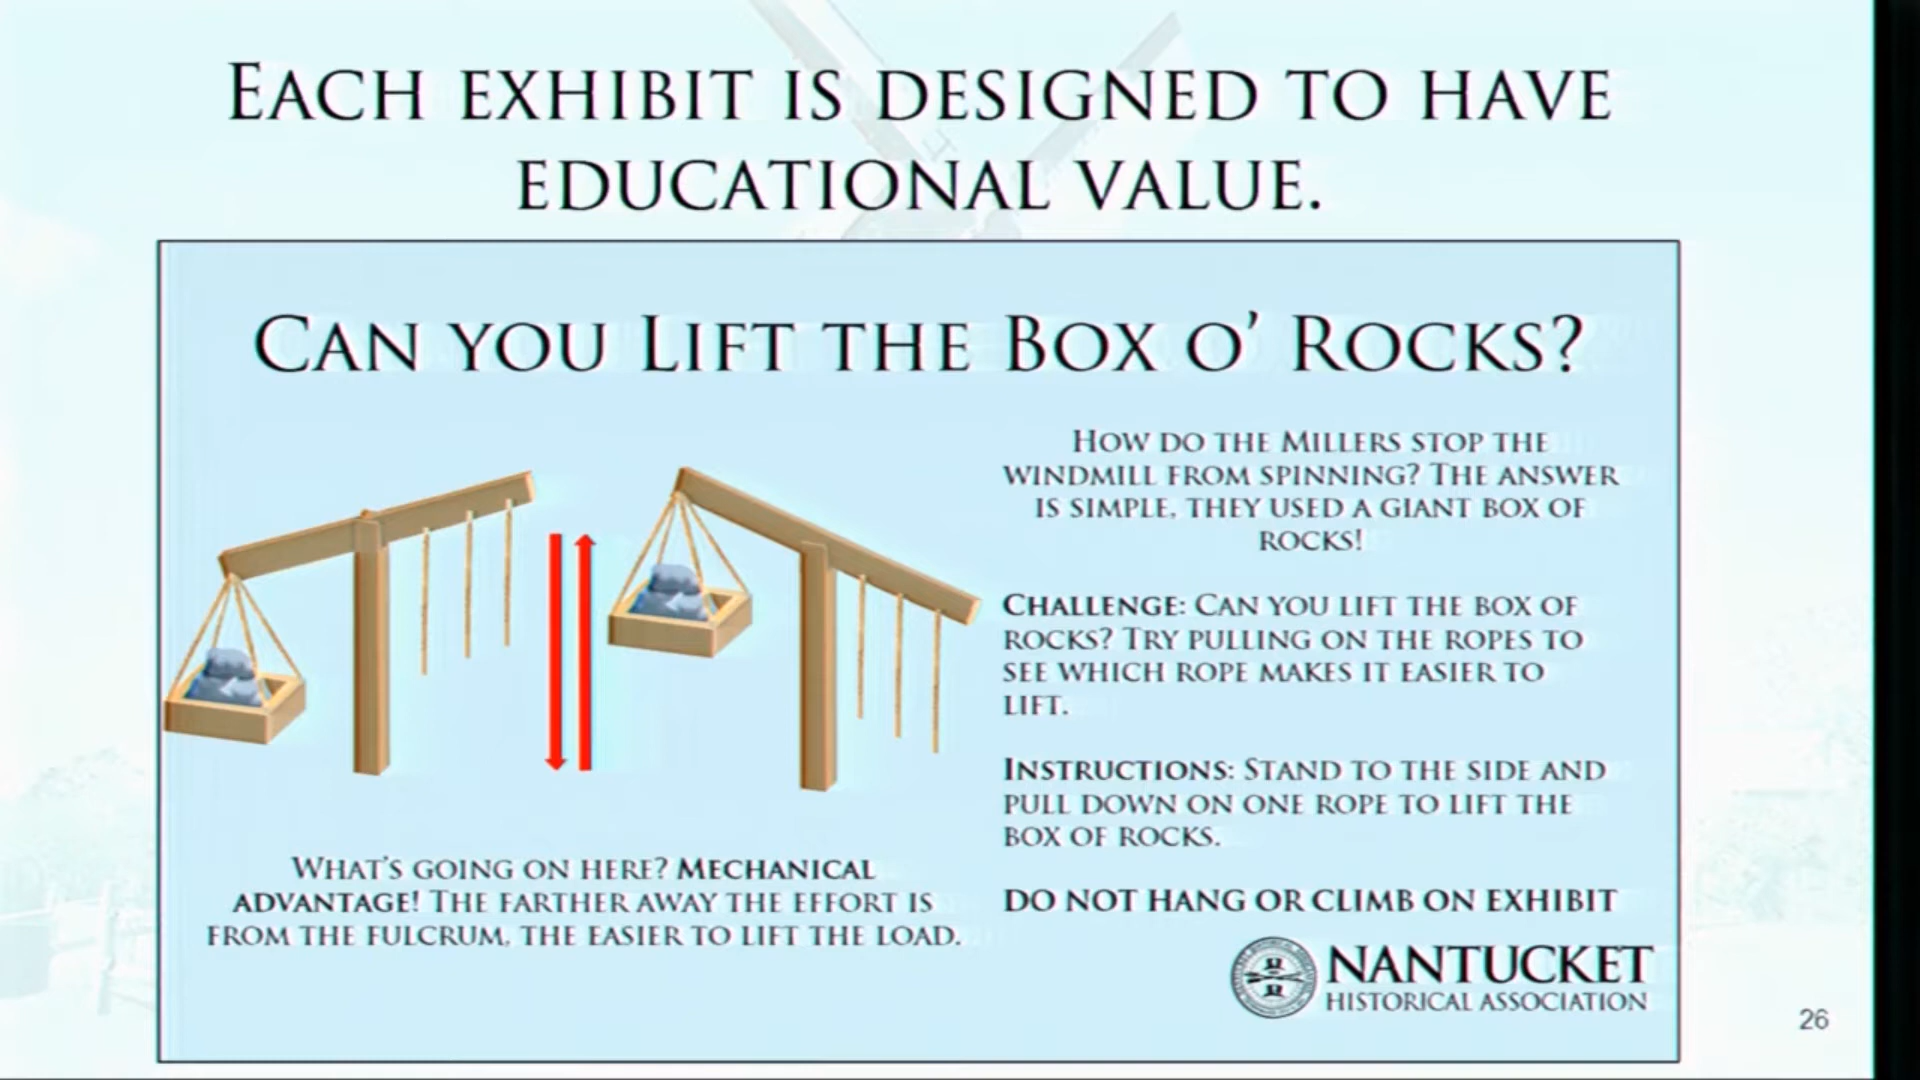 Each exhibit is designed to have
educational value.
Can you Lift the Box o' Rocks?
How do the Millers stop the
windmill from spinning? The answer
is simple, they used a giant box of
rocks!
Challenge: Can you lift the box of
rocks? Try pulling on the ropes to
see which rope makes it easier to
lift.
Instructions: Stand to the side and
pull down on one rope to lift the
box of rocks.
DO NOT HANG OR CLIMB ON EXHIBIT
What's going on here? Mechanical
advantage! The farther away the effort is
from the fulcrum, the easier to lift the load.
NANTUCKET
HISTORICAL ASSOCIATION
26